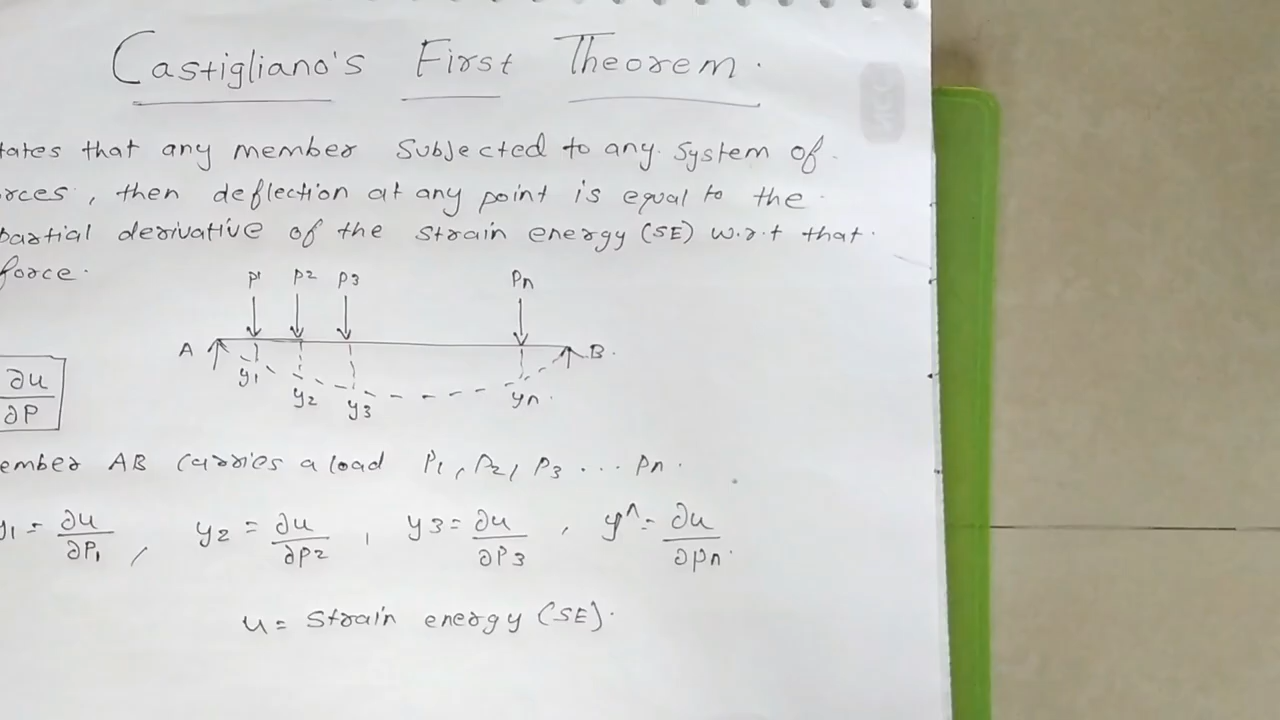 Castigliano's First Theorem.
tates that any member Subjected to any System of
orces, then deflection at any point is equal to the
partial derivative of the strain energy (SE) w.r.t that.
force.
P1 P2 P3 Pn
A B.
y1 y2 y3 yn.
∂u/∂P
ember AB Carries a load P1, P2, P3 ... Pn.
y1 = ∂u/∂P1, y2 = ∂u/∂P2, y3 = ∂u/∂P3, y^ = ∂u/∂Pn.
u = Strain energy (SE).